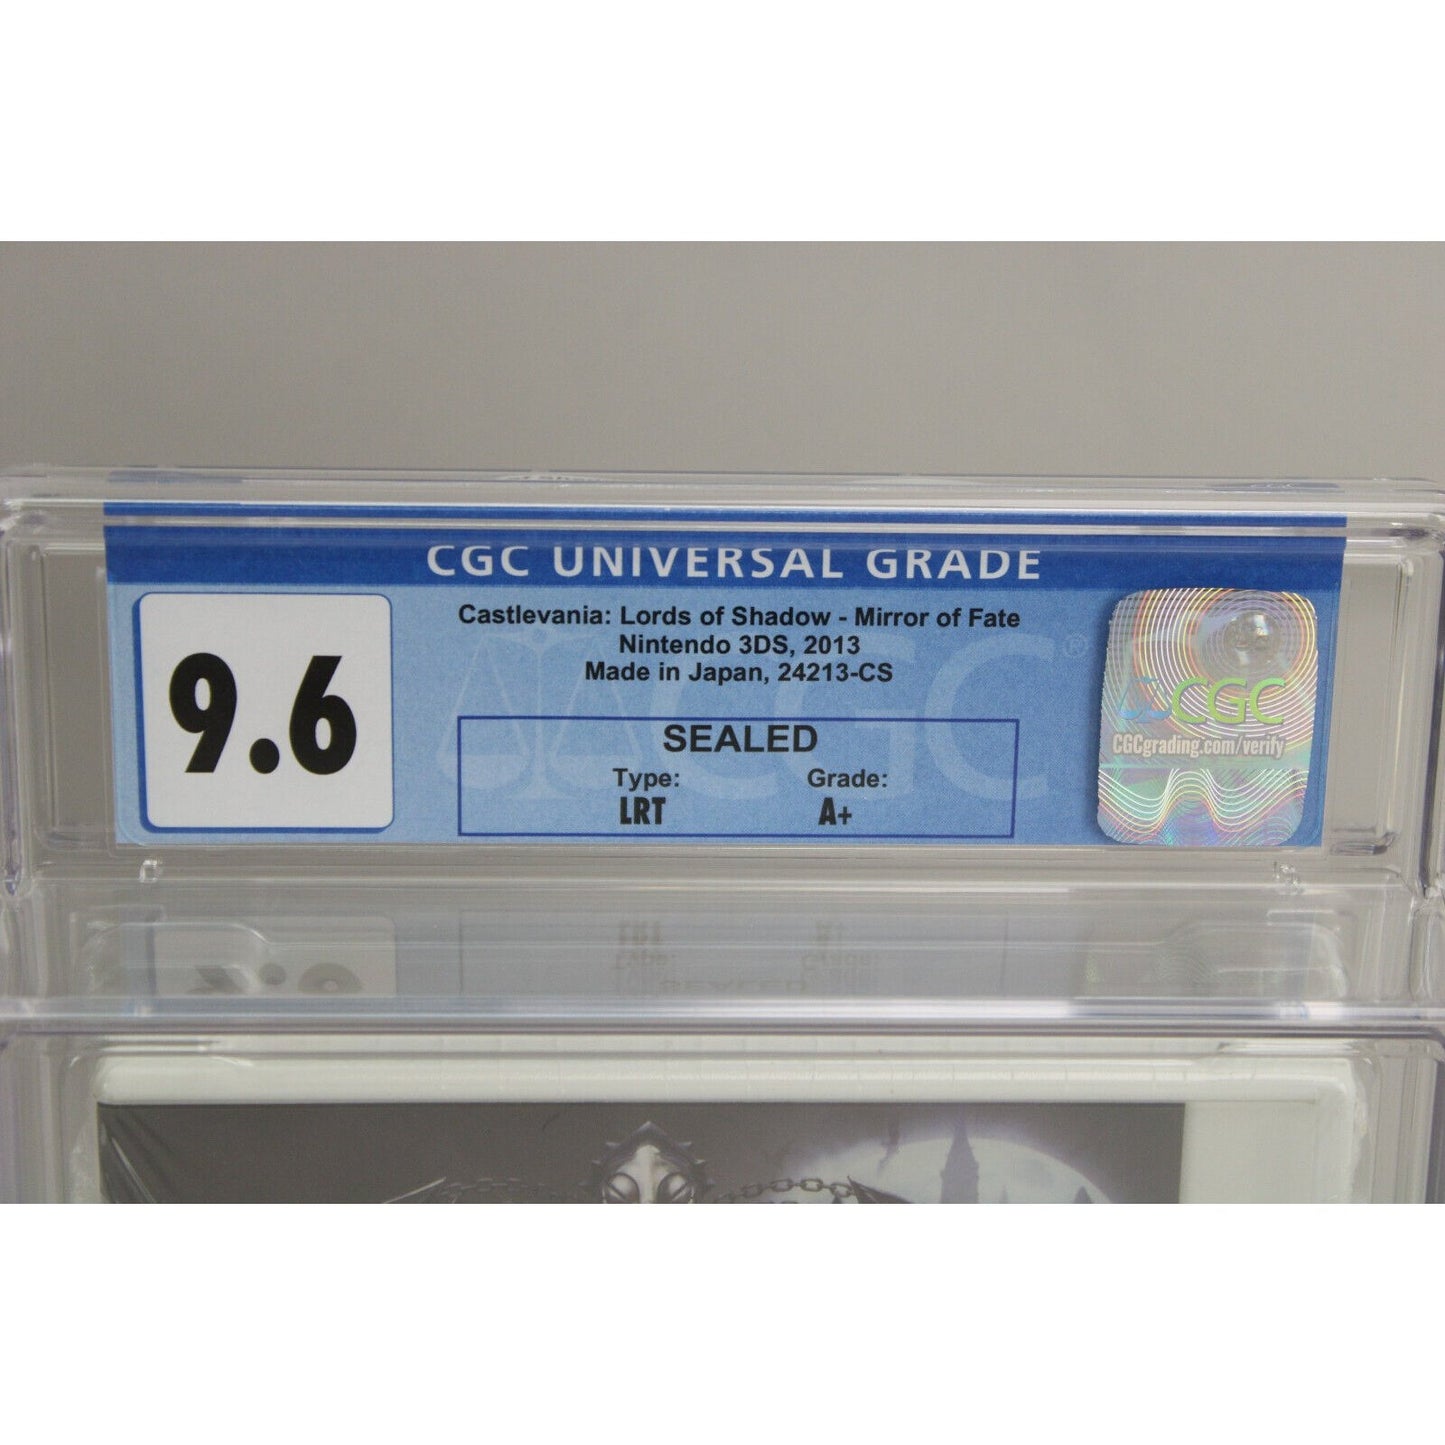 CGC UNIVERSAL GRADE
9.6
Castlevania: Lords of Shadow - Mirror of Fate
Nintendo 3DS, 2013
Made in Japan, 24213-CS
SEALED
Type: Grade:
LRT A+
CGC
CGCgrading.com/verify
CGC®